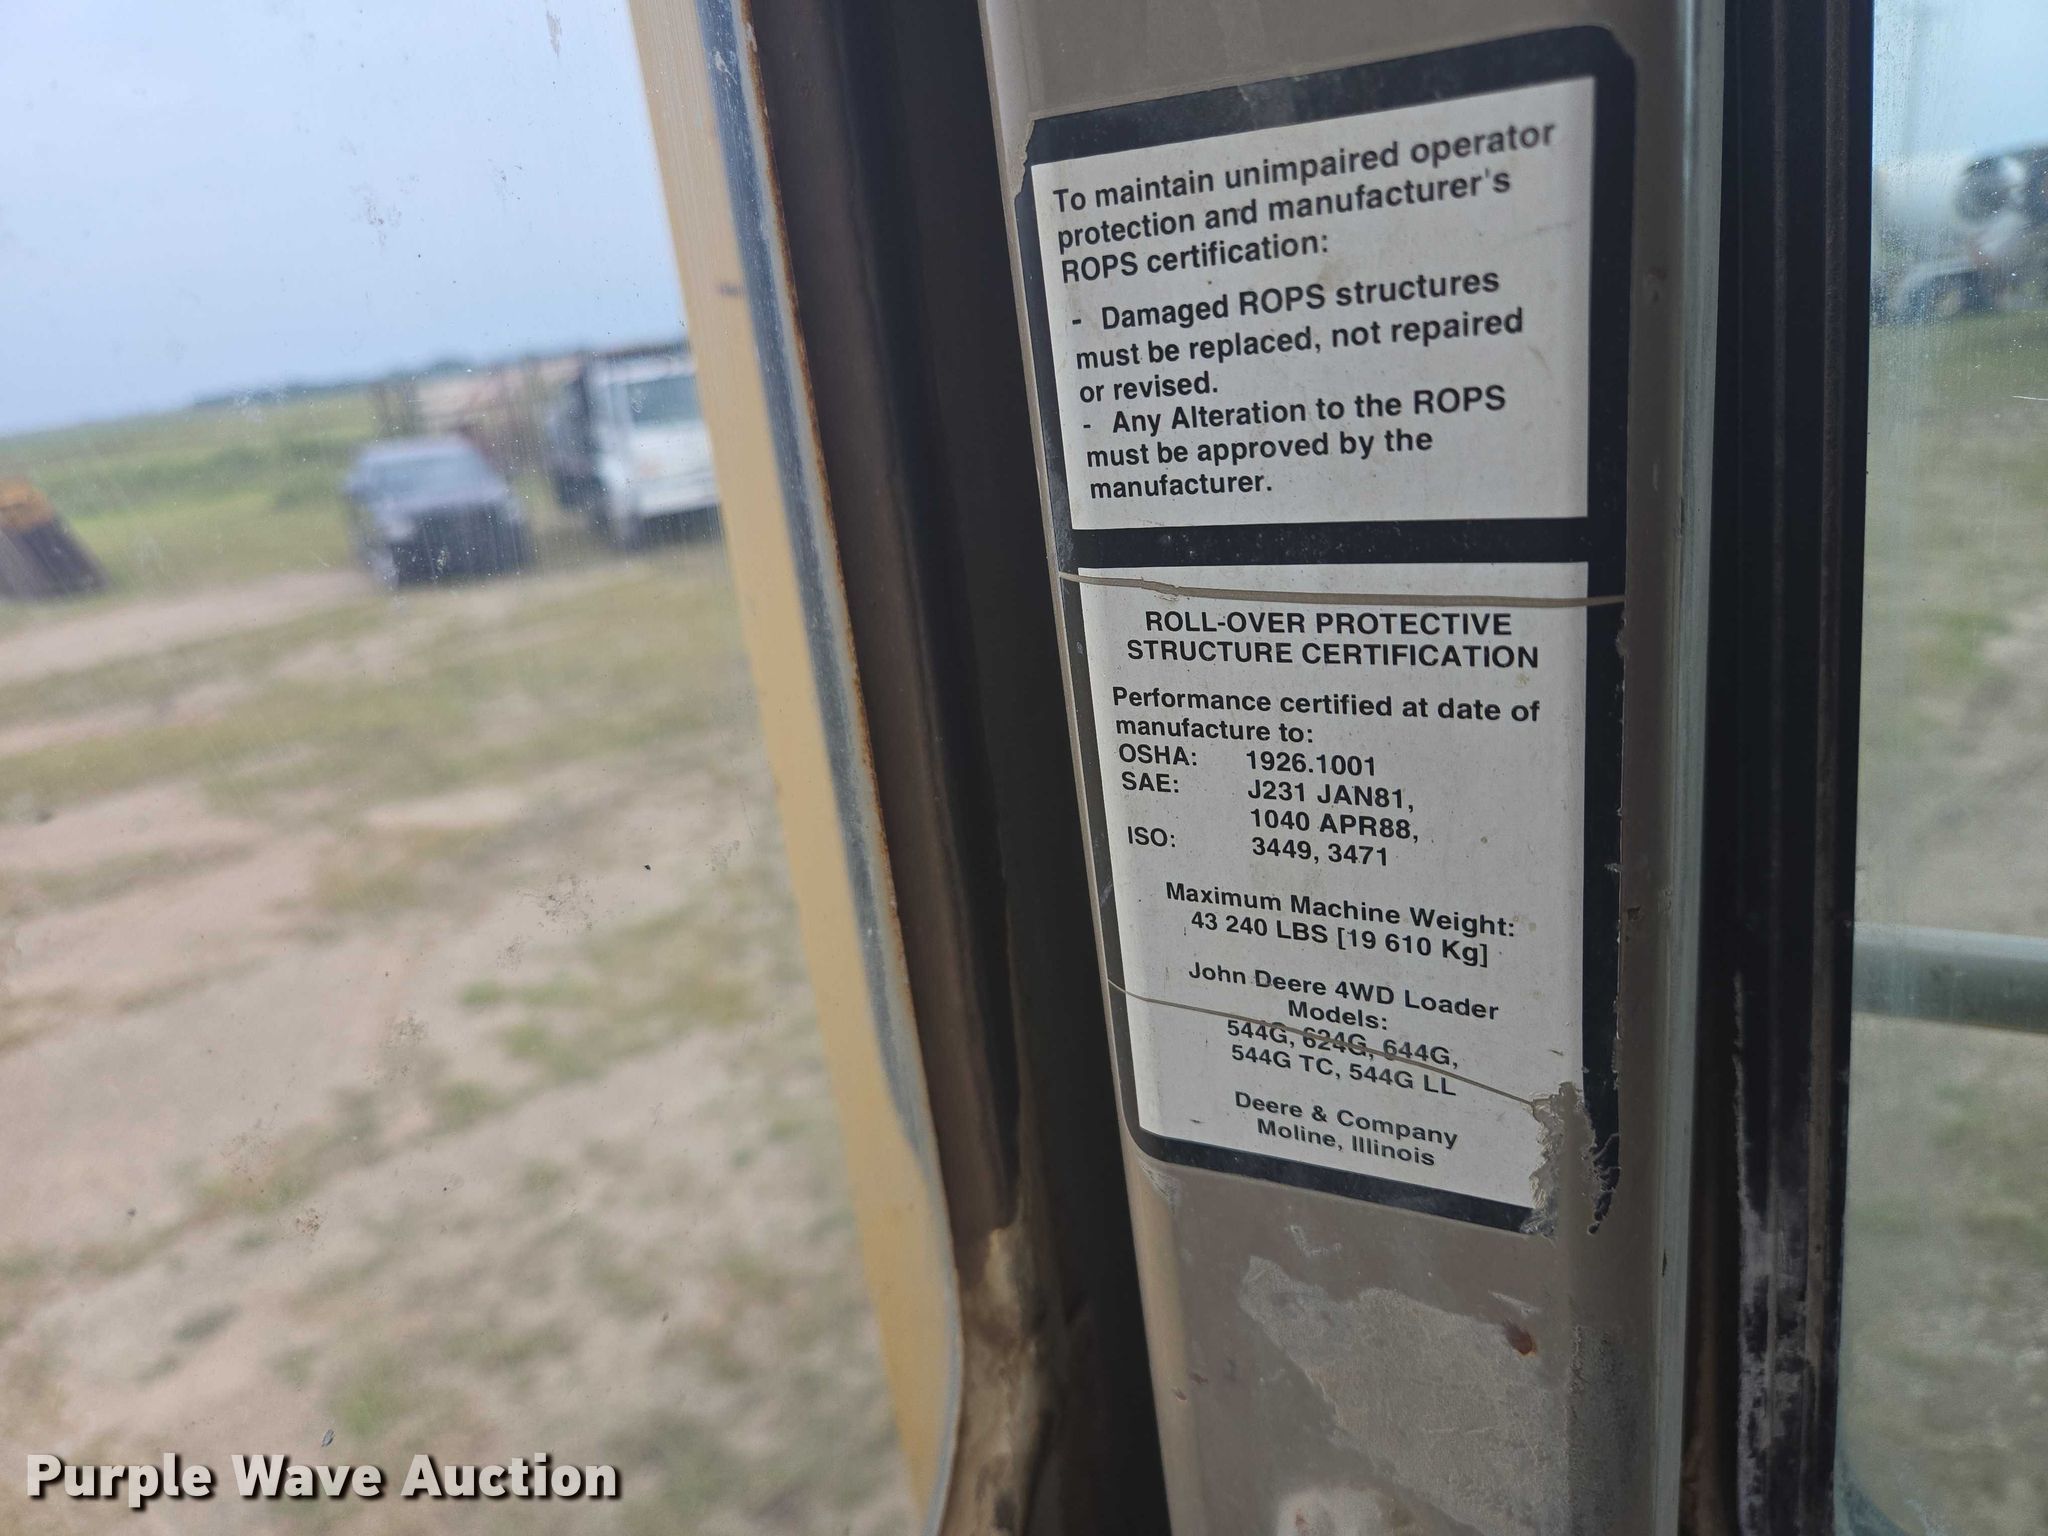 To maintain unimpaired operator
protection and manufacturer's
ROPS certification:
- Damaged ROPS structures
must be replaced, not repaired
or revised.
- Any Alteration to the ROPS
must be approved by the
manufacturer.
ROLL-OVER PROTECTIVE
STRUCTURE CERTIFICATION
Performance certified at date of
manufacture to:
OSHA: 1926.1001
SAE: J231 JAN81,
1040 APR88,
ISO: 3449, 3471
Maximum Machine Weight:
43 240 LBS [19 610 Kg]
John Deere 4WD Loader
Models:
544G, 624G, 644G,
544G TC, 544G LL
Deere & Company
Moline, Illinois
Purple Wave Auction